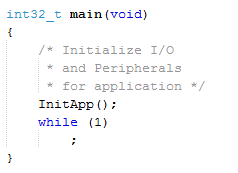 int32_t main(void)
{
    /* Initialize I/O
     * and Peripherals
     * for application */
    InitApp();
    while (1)
        ;
}